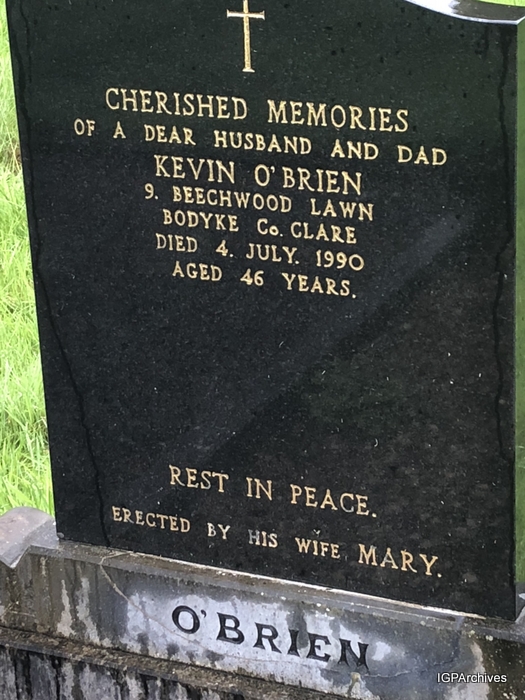 CHERISHED MEMORIES
OF A DEAR HUSBAND AND DAD
KEVIN O'BRIEN
9. BEECHWOOD LAWN
BODYKE Co. CLARE
DIED 4. JULY. 1990
AGED 46 YEARS.
REST IN PEACE.
ERECTED BY HIS WIFE MARY.
O'BRIEN
IGPArchives